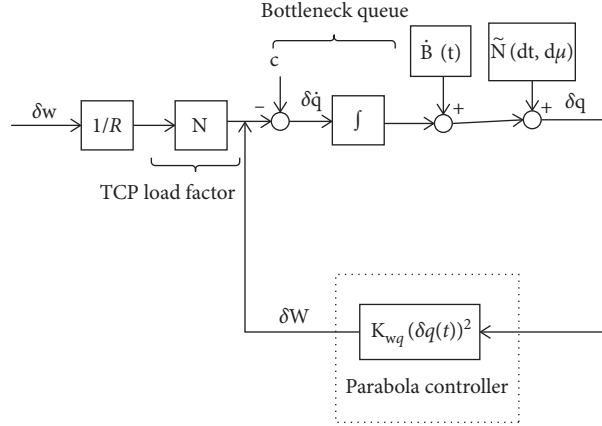 Bottleneck queue
c
Ḃ (t)
Ñ(dt, dμ)
δw
1/R
N
−
δq̇
∫
+
+
δq
TCP load factor
δW
K_wq (δq(t))²
Parabola controller